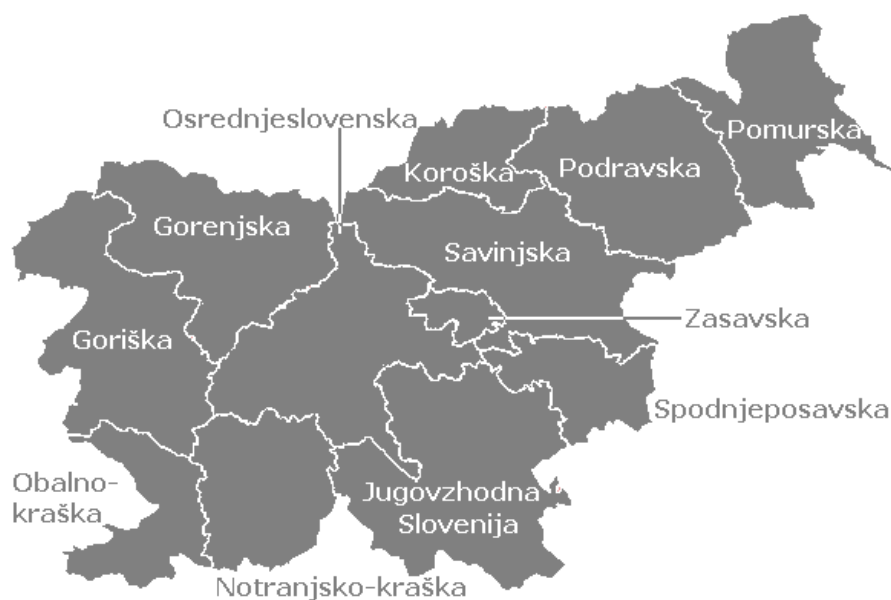 Osrednjeslovenska
Pomurska
Koroška
Podravska
Gorenjska
Savinjska
Zasavska
Goriška
Spodnjeposavska
Obalno-
kraška
Jugovzhodna
Slovenija
Notranjsko-kraška